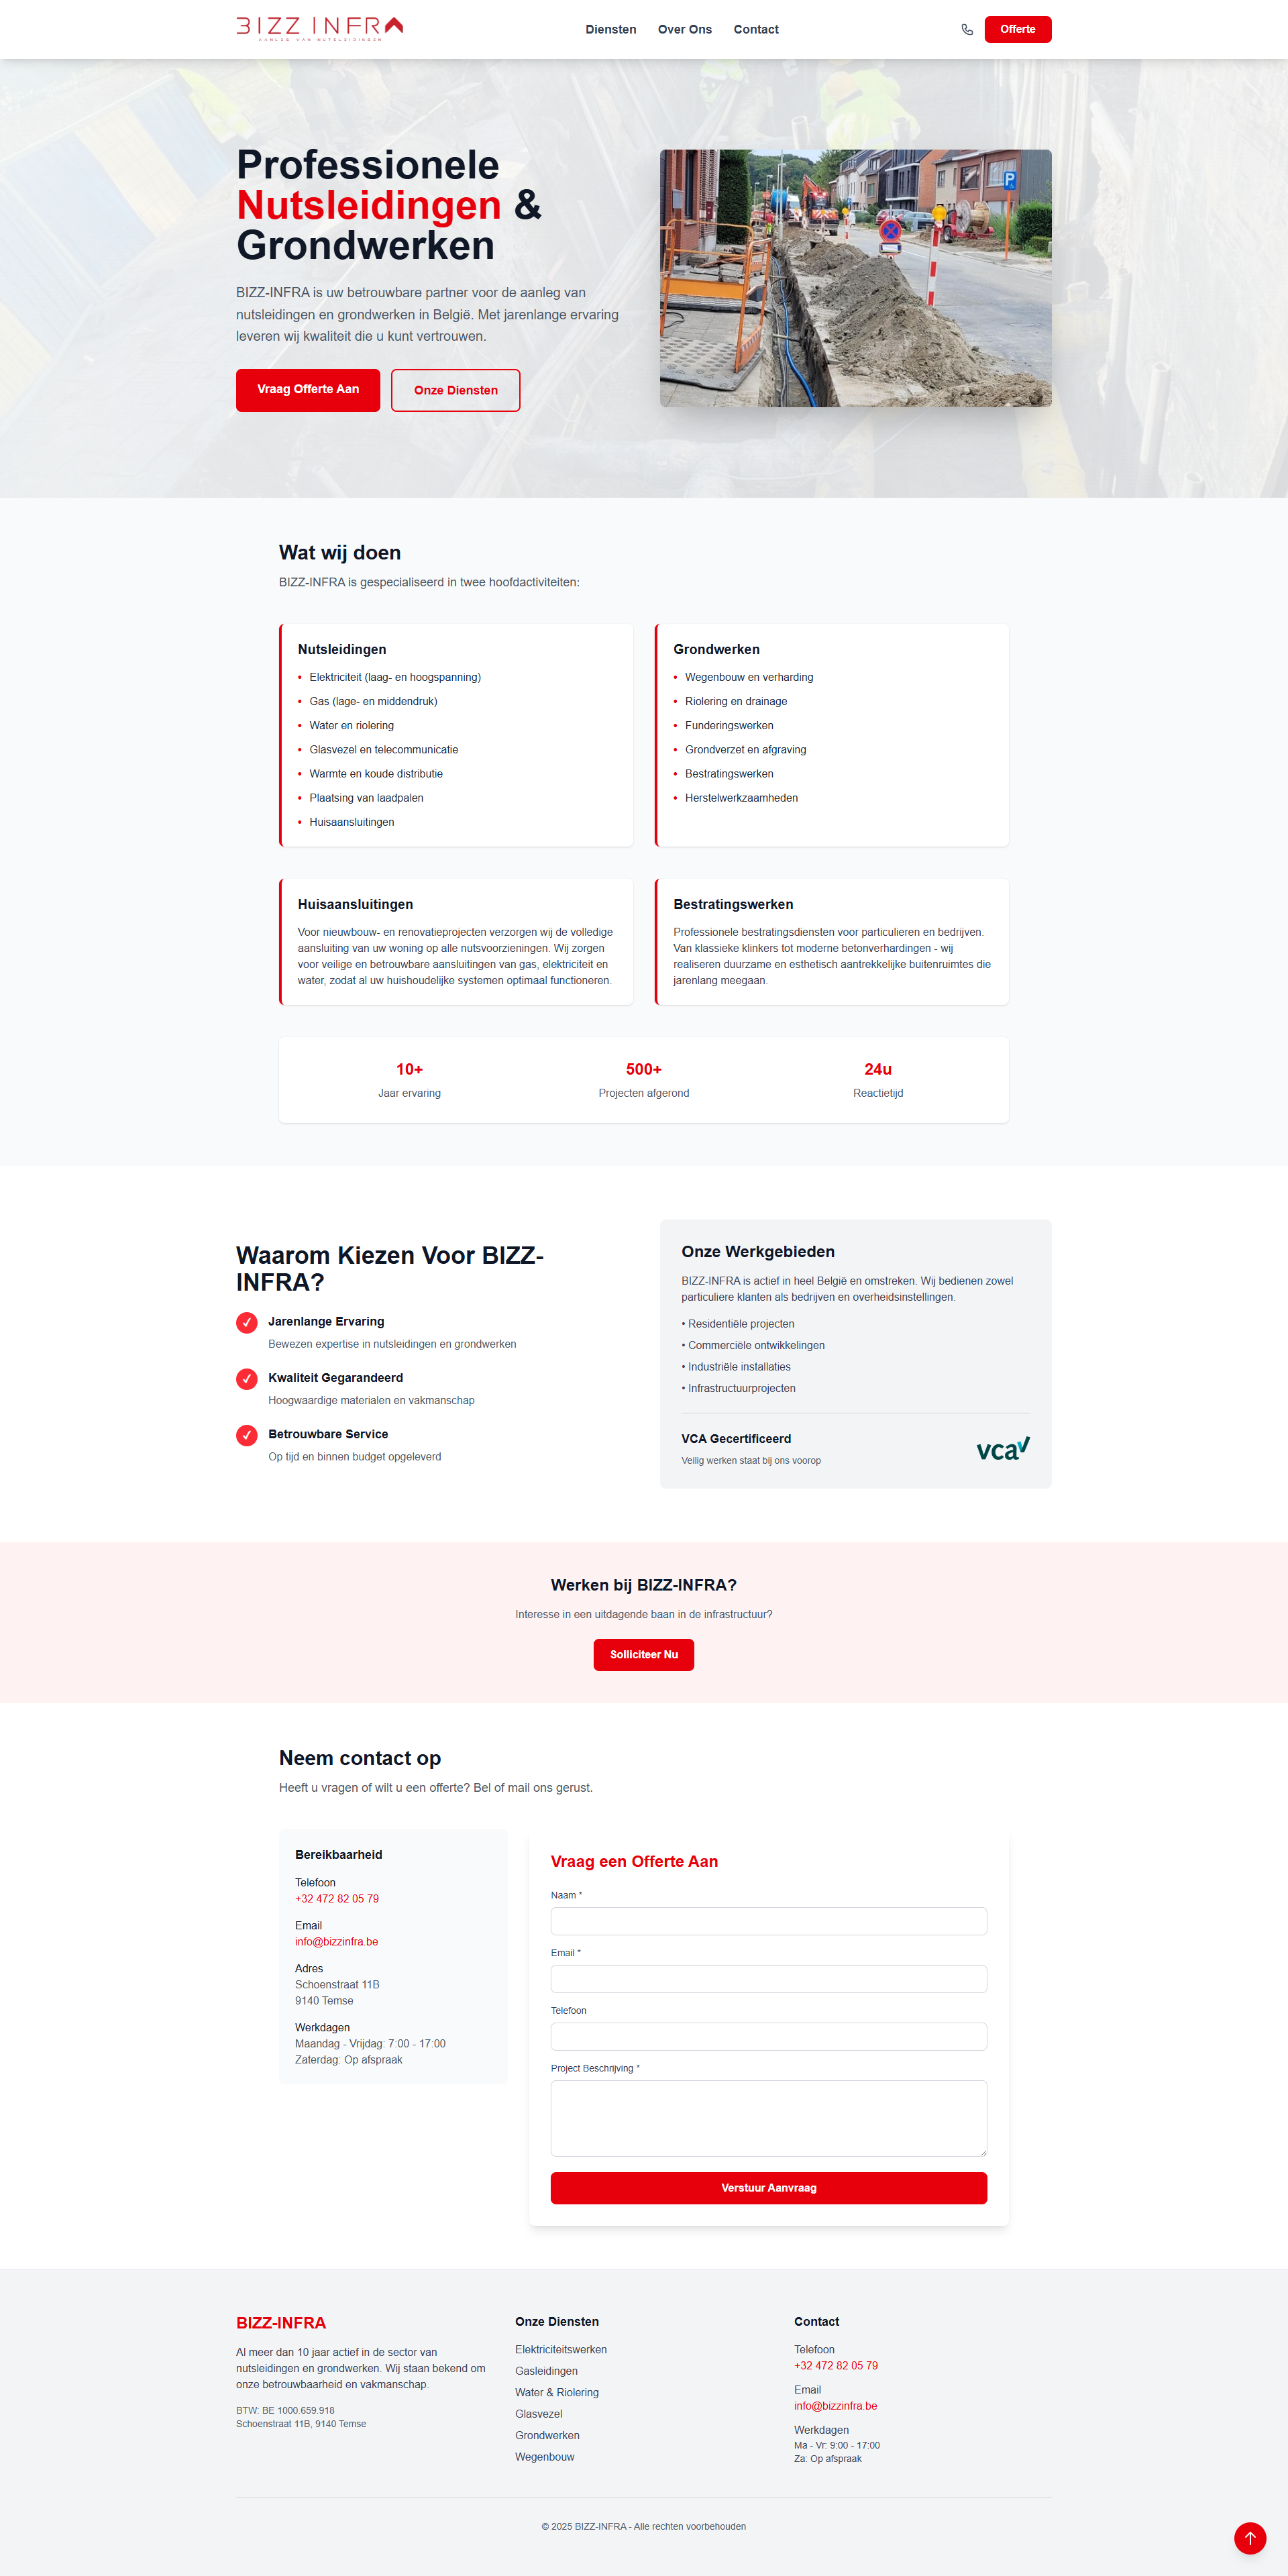 BIZZ INFRA
AANLEG VAN NUTSLEIDINGEN
Diensten
Over Ons
Contact
Offerte
Professionele
Nutsleidingen &
Grondwerken
BIZZ-INFRA is uw betrouwbare partner voor de aanleg van
nutsleidingen en grondwerken in België. Met jarenlange ervaring
leveren wij kwaliteit die u kunt vertrouwen.
Vraag Offerte Aan
Onze Diensten
P
Wat wij doen
BIZZ-INFRA is gespecialiseerd in twee hoofdactiviteiten:
Nutsleidingen
• Elektriciteit (laag- en hoogspanning)
• Gas (lage- en middendruk)
• Water en riolering
• Glasvezel en telecommunicatie
• Warmte en koude distributie
• Plaatsing van laadpalen
• Huisaansluitingen
Grondwerken
• Wegenbouw en verharding
• Riolering en drainage
• Funderingswerken
• Grondverzet en afgraving
• Bestratingswerken
• Herstelwerkzaamheden
Huisaansluitingen
Voor nieuwbouw- en renovatieprojecten verzorgen wij de volledige
aansluiting van uw woning op alle nutsvoorzieningen. Wij zorgen
voor veilige en betrouwbare aansluitingen van gas, elektriciteit en
water, zodat al uw huishoudelijke systemen optimaal functioneren.
Bestratingswerken
Professionele bestratingsdiensten voor particulieren en bedrijven.
Van klassieke klinkers tot moderne betonverhardingen - wij
realiseren duurzame en esthetisch aantrekkelijke buitenruimtes die
jarenlang meegaan.
10+
Jaar ervaring
500+
Projecten afgerond
24u
Reactietijd
Waarom Kiezen Voor BIZZ-
INFRA?
✓ Jarenlange Ervaring
Bewezen expertise in nutsleidingen en grondwerken
✓ Kwaliteit Gegarandeerd
Hoogwaardige materialen en vakmanschap
✓ Betrouwbare Service
Op tijd en binnen budget opgeleverd
Onze Werkgebieden
BIZZ-INFRA is actief in heel België en omstreken. Wij bedienen zowel
particuliere klanten als bedrijven en overheidsinstellingen.
• Residentiële projecten
• Commerciële ontwikkelingen
• Industriële installaties
• Infrastructuurprojecten
VCA Gecertificeerd
Veilig werken staat bij ons voorop
vca
Werken bij BIZZ-INFRA?
Interesse in een uitdagende baan in de infrastructuur?
Solliciteer Nu
Neem contact op
Heeft u vragen of wilt u een offerte? Bel of mail ons gerust.
Bereikbaarheid
Telefoon
+32 472 82 05 79
Email
info@bizzinfra.be
Adres
Schoenstraat 11B
9140 Temse
Werkdagen
Maandag - Vrijdag: 7:00 - 17:00
Zaterdag: Op afspraak
Vraag een Offerte Aan
Naam *
Email *
Telefoon
Project Beschrijving *
Verstuur Aanvraag
BIZZ-INFRA
Al meer dan 10 jaar actief in de sector van
nutsleidingen en grondwerken. Wij staan bekend om
onze betrouwbaarheid en vakmanschap.
BTW: BE 1000.659.918
Schoenstraat 11B, 9140 Temse
Onze Diensten
Elektriciteitswerken
Gasleidingen
Water & Riolering
Glasvezel
Grondwerken
Wegenbouw
Contact
Telefoon
+32 472 82 05 79
Email
info@bizzinfra.be
Werkdagen
Ma - Vr: 9:00 - 17:00
Za: Op afspraak
© 2025 BIZZ-INFRA - Alle rechten voorbehouden